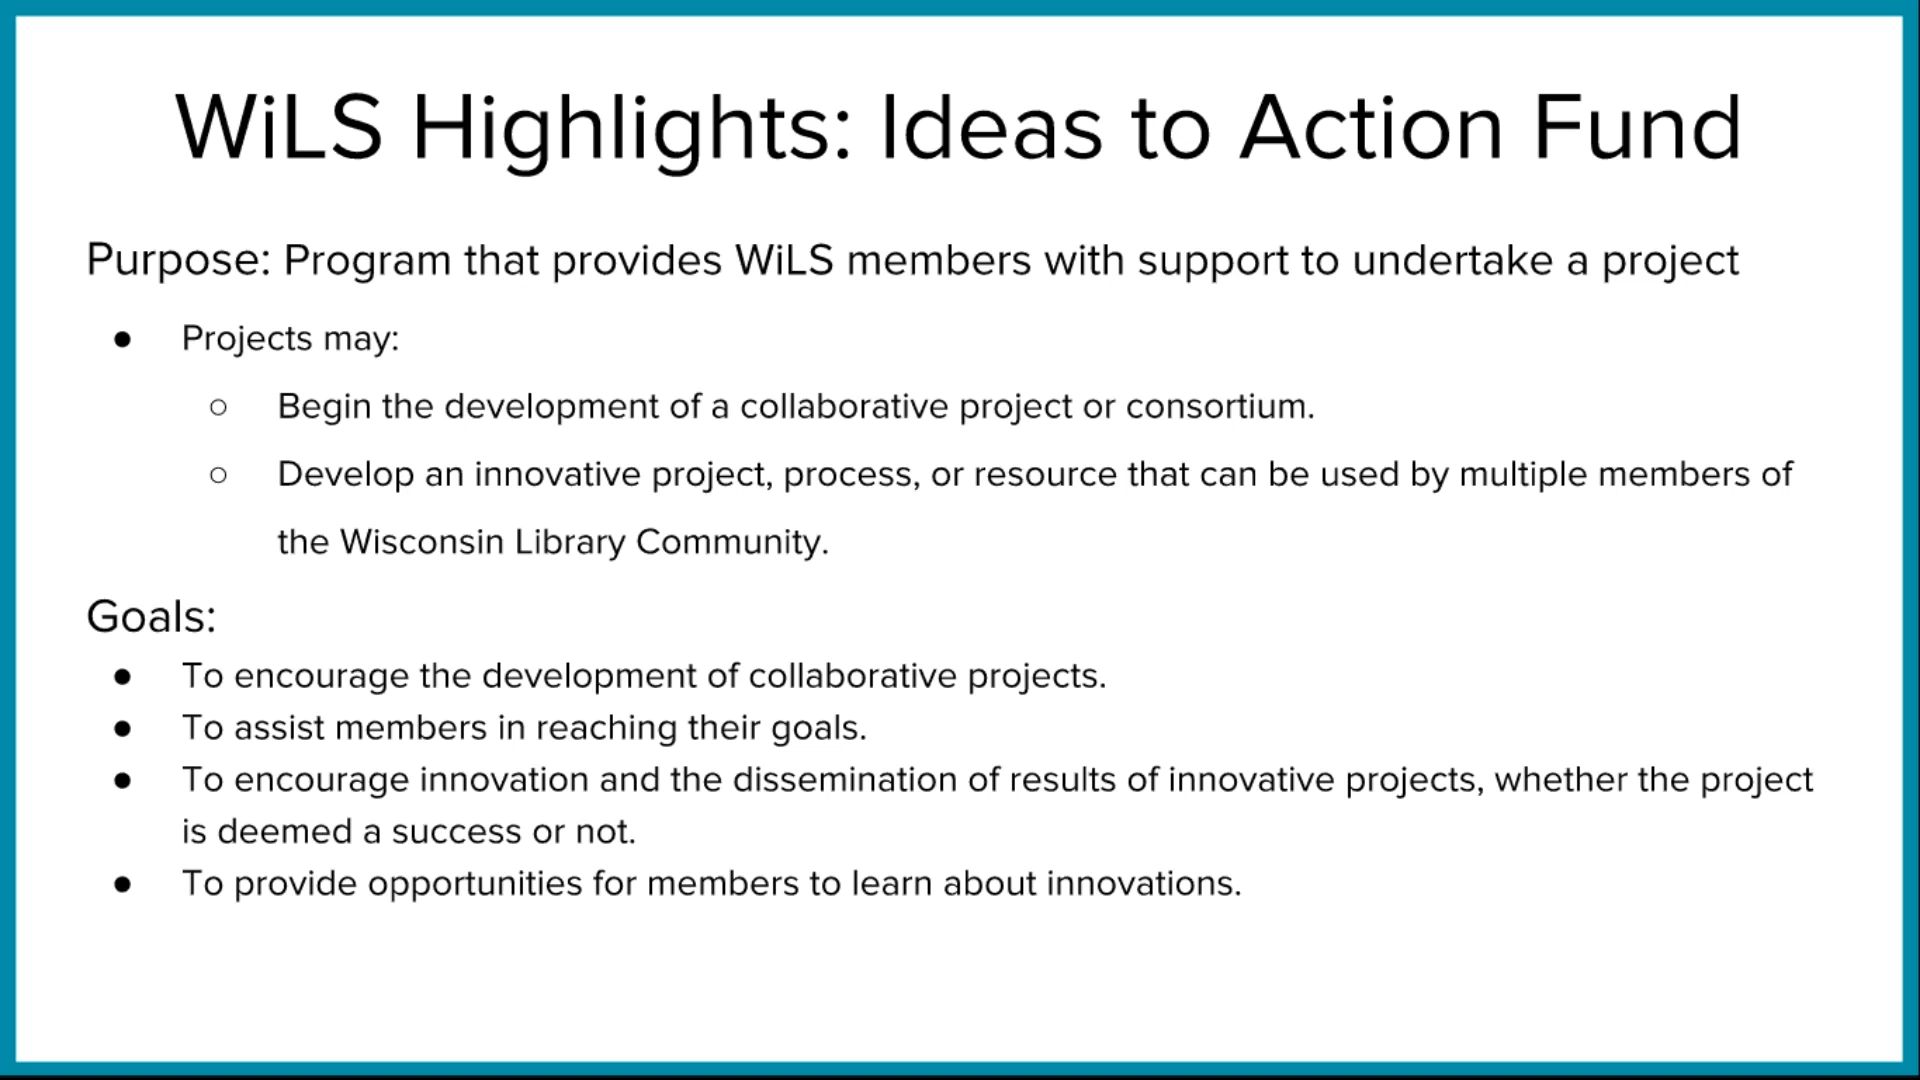 WiLS Highlights: Ideas to Action Fund
Purpose: Program that provides WiLS members with support to undertake a project
● Projects may:
○ Begin the development of a collaborative project or consortium.
○ Develop an innovative project, process, or resource that can be used by multiple members of
the Wisconsin Library Community.
Goals:
● To encourage the development of collaborative projects.
● To assist members in reaching their goals.
● To encourage innovation and the dissemination of results of innovative projects, whether the project
is deemed a success or not.
● To provide opportunities for members to learn about innovations.